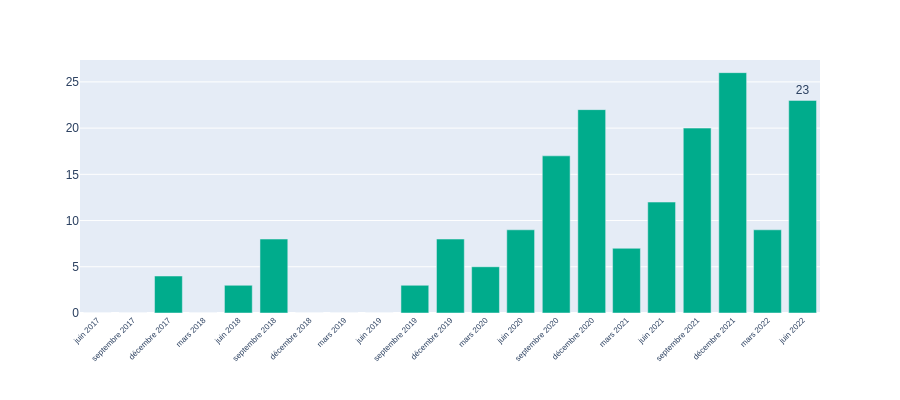 25
20
15
10
5
0
23
juin 2017
septembre 2017
décembre 2017
mars 2018
juin 2018
septembre 2018
décembre 2018
mars 2019
juin 2019
septembre 2019
décembre 2019
mars 2020
juin 2020
septembre 2020
décembre 2020
mars 2021
juin 2021
septembre 2021
décembre 2021
mars 2022
juin 2022